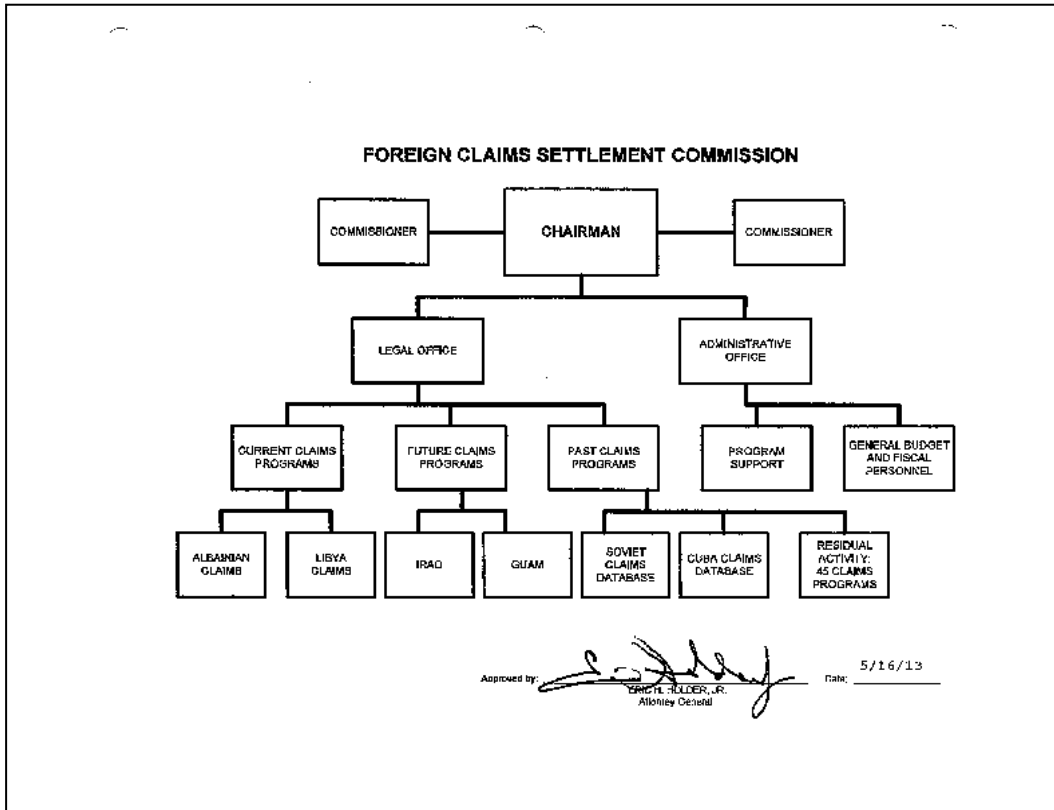 FOREIGN CLAIMS SETTLEMENT COMMISSION
COMMISSIONER
CHAIRMAN
COMMISSIONER
LEGAL OFFICE
ADMINISTRATIVE
OFFICE
CURRENT CLAIMS
PROGRAMS
FUTURE CLAIMS
PROGRAMS
PAST CLAIMS
PROGRAMS
PROGRAM
SUPPORT
GENERAL BUDGET
AND FISCAL
PERSONNEL
ALBANIAN
CLAIMS
LIBYA
CLAIMS
IRAQ
GUAM
SOVIET
CLAIMS
DATABASE
CUBA CLAIMS
DATABASE
RESIDUAL
ACTIVITY:
45 CLAIMS
PROGRAMS
Approved by:
ERIC H. HOLDER, JR.
Attorney General
Date: 5/16/13